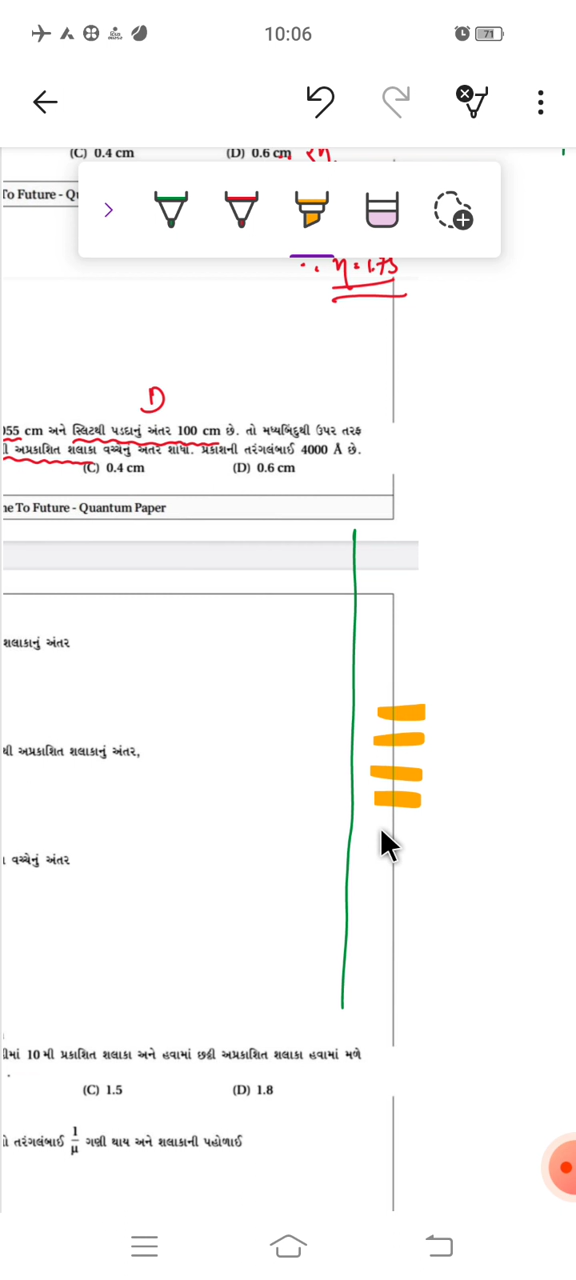 10:06
71
(C) 0.4 cm (D) 0.6 cm
To Future - Qu
∴ η = 1.75
D
055 cm અને સ્લિટથી પડદાનું અંતર 100 cm છે. તો મધ્યબિંદુથી ઉપર તરફ
ી અપ્રકાશિત શલાકા વચ્ચેનું અંતર શોધો. પ્રકાશની તરંગલંબાઈ 4000 Å છે.
(C) 0.4 cm (D) 0.6 cm
ne To Future - Quantum Paper
શલાકાનું અંતર
થી અપ્રકાશિત શલાકાનું અંતર,
ા વચ્ચેનું અંતર
ીમાં 10 મી પ્રકાશિત શલાકા અને હવામાં છઠ્ઠી અપ્રકાશિત શલાકા હવામાં મળે
(C) 1.5 (D) 1.8
ો તરંગલંબાઈ 1/μ ગણી થાય અને શલાકાની પહોળાઈ